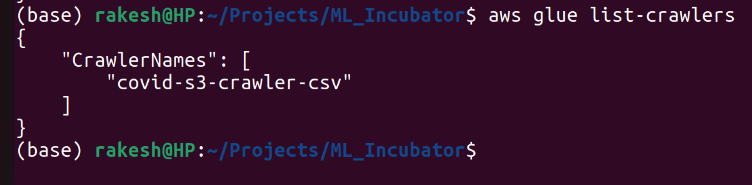 (base) rakesh@HP:~/Projects/ML_Incubator$ aws glue list-crawlers
{
    "CrawlerNames": [
        "covid-s3-crawler-csv"
    ]
}
(base) rakesh@HP:~/Projects/ML_Incubator$